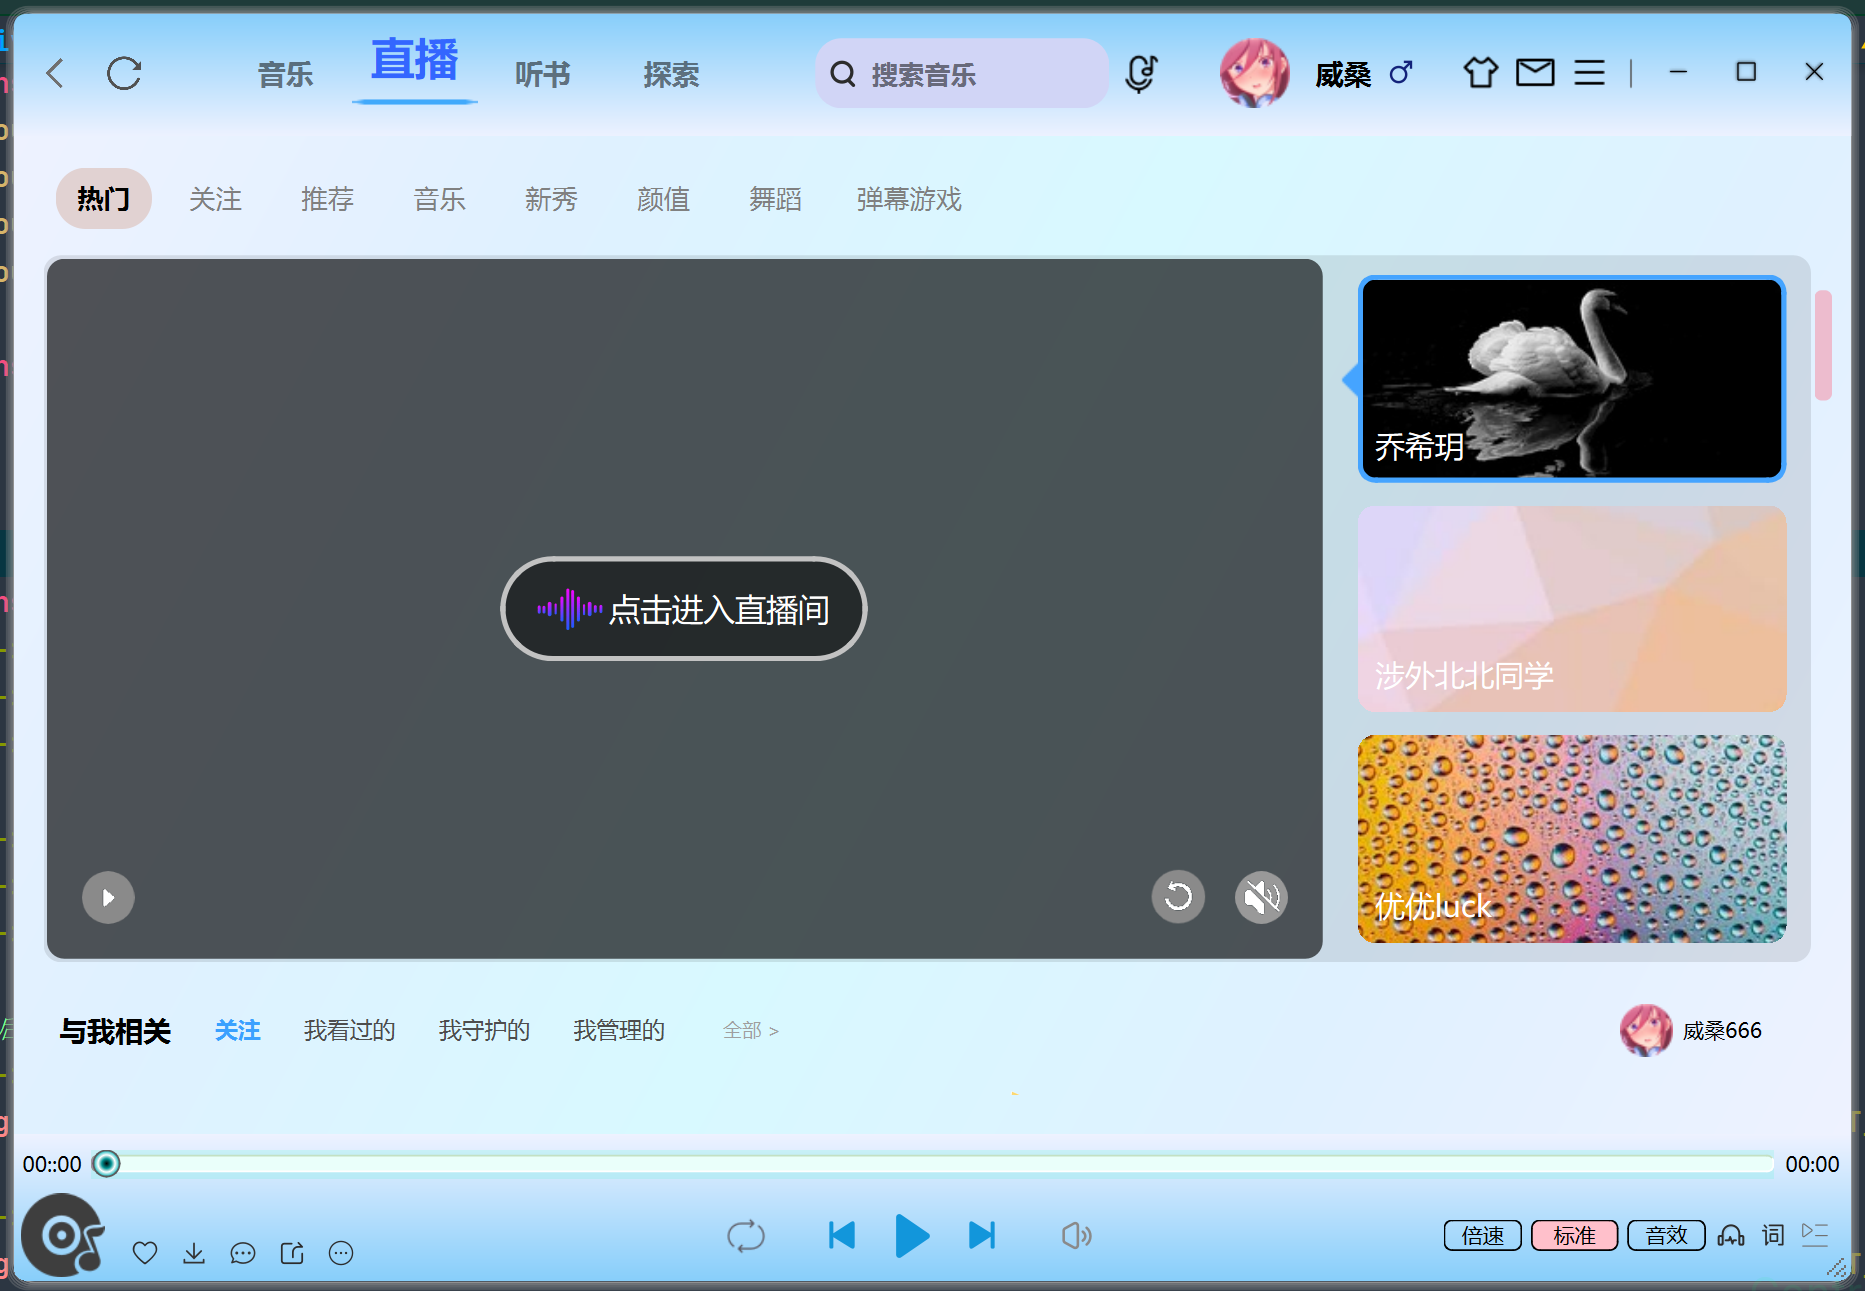 音乐 直播 听书 探索 搜索音乐 威桑
热门 关注 推荐 音乐 新秀 颜值 舞蹈 弹幕游戏
乔希玥
点击进入直播间
涉外北北同学
优优luck
与我相关 关注 我看过的 我守护的 我管理的 全部 > 威桑666
00::00 00:00
倍速 标准 音效 词